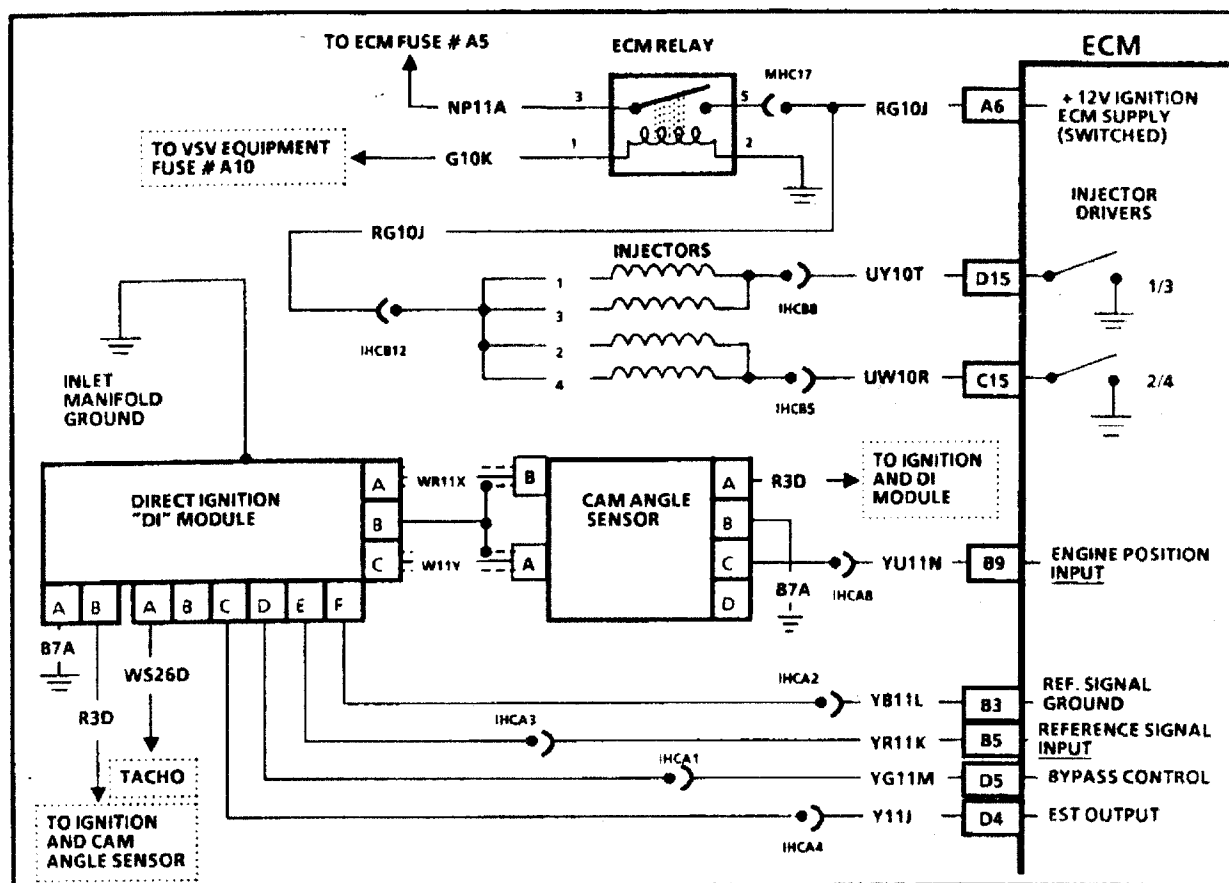 TO ECM FUSE # A5
ECM RELAY
ECM
MHC17
NP11A
3
5
RG10J
A6
+ 12V IGNITION
ECM SUPPLY
(SWITCHED)
TO VSV EQUIPMENT
FUSE # A10
G10K
1
2
INJECTOR
DRIVERS
RG10J
INJECTORS
1
3
2
4
IHCB12
IHCB8
UY10T
D15
1/3
IHCB5
UW10R
C15
2/4
INLET
MANIFOLD
GROUND
DIRECT IGNITION
"DI" MODULE
A
B
C
WR11X
W11Y
B
A
CAM ANGLE
SENSOR
A
B
C
D
R3D
TO IGNITION
AND DI
MODULE
B7A
IHCA8
YU11N
B9
ENGINE POSITION
INPUT
A
B
A
B
C
D
E
F
B7A
WS26D
R3D
TACHO
TO IGNITION
AND CAM
ANGLE SENSOR
IHCA2
YB11L
B3
REF. SIGNAL
GROUND
IHCA3
YR11K
B5
REFERENCE SIGNAL
INPUT
IHCA1
YG11M
D5
BYPASS CONTROL
IHCA4
Y11J
D4
EST OUTPUT